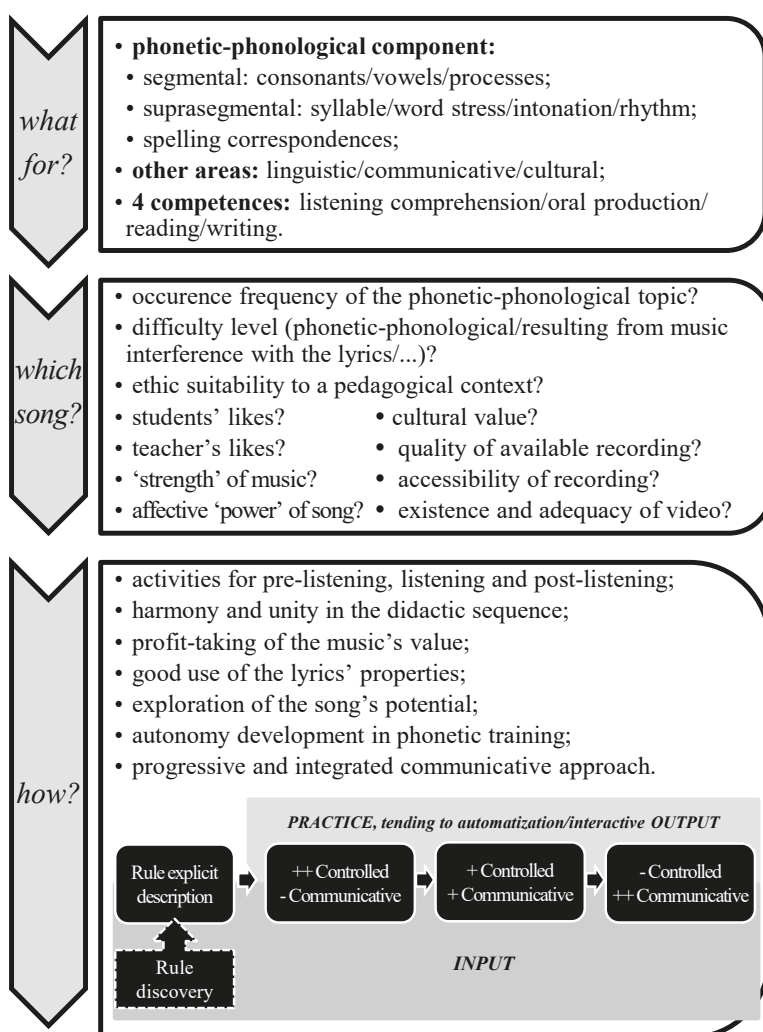 what
for?
• phonetic-phonological component:
• segmental: consonants/vowels/processes;
• suprasegmental: syllable/word stress/intonation/rhythm;
• spelling correspondences;
• other areas: linguistic/communicative/cultural;
• 4 competences: listening comprehension/oral production/
reading/writing.
which
song?
• occurence frequency of the phonetic-phonological topic?
• difficulty level (phonetic-phonological/resulting from music
interference with the lyrics/...)?
• ethic suitability to a pedagogical context?
• students’ likes? • cultural value?
• teacher’s likes? • quality of available recording?
• ‘strength’ of music? • accessibility of recording?
• affective ‘power’ of song? • existence and adequacy of video?
how?
• activities for pre-listening, listening and post-listening;
• harmony and unity in the didactic sequence;
• profit-taking of the music’s value;
• good use of the lyrics’ properties;
• exploration of the song’s potential;
• autonomy development in phonetic training;
• progressive and integrated communicative approach.
PRACTICE, tending to automatization/interactive OUTPUT
Rule explicit
description
++ Controlled
- Communicative
+ Controlled
+ Communicative
- Controlled
++ Communicative
Rule
discovery
INPUT